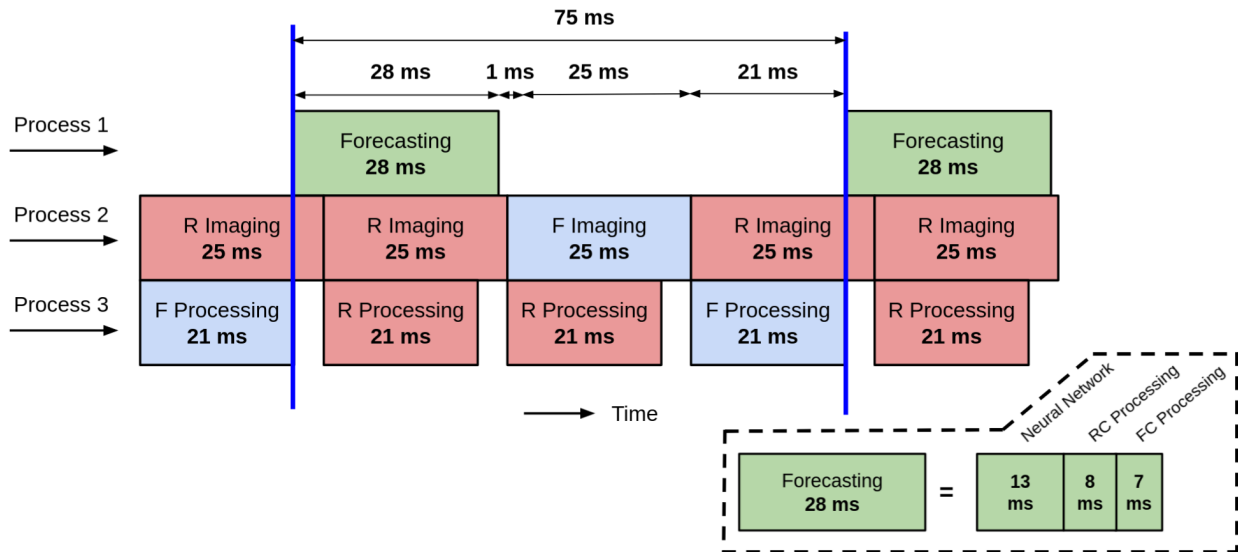 75 ms
28 ms
1 ms
25 ms
21 ms
Process 1
Forecasting
28 ms
Forecasting
28 ms
Process 2
R Imaging
25 ms
R Imaging
25 ms
F Imaging
25 ms
R Imaging
25 ms
R Imaging
25 ms
Process 3
F Processing
21 ms
R Processing
21 ms
R Processing
21 ms
F Processing
21 ms
R Processing
21 ms
Time
Neural Network
RC Processing
FC Processing
Forecasting
28 ms
=
13
ms
8
ms
7
ms